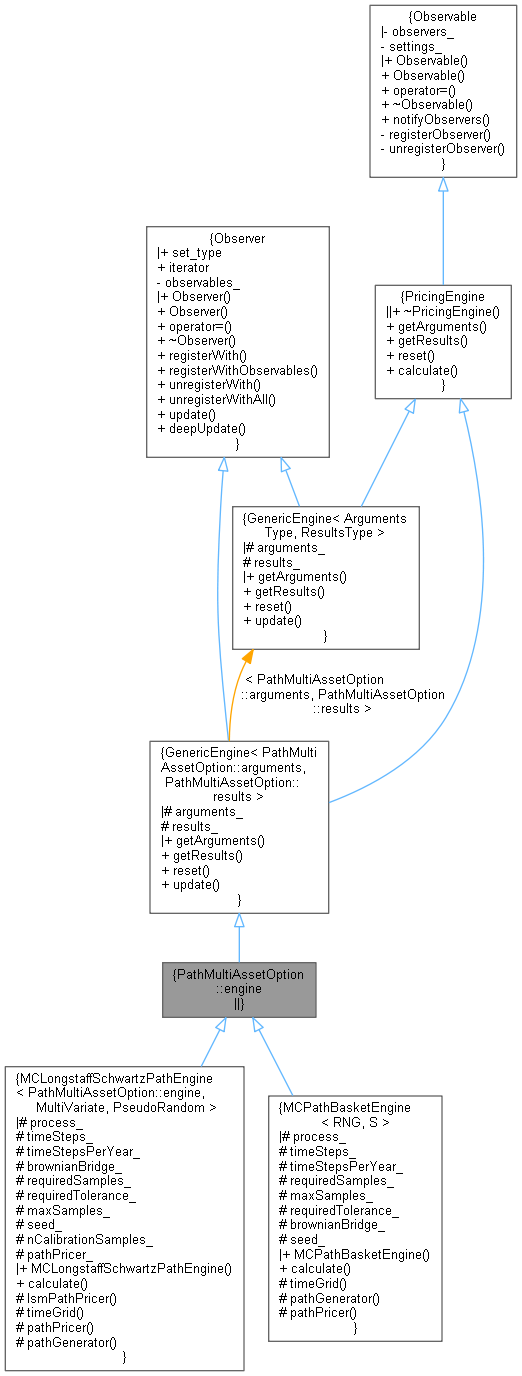 {Observable
|- observers_
- settings_
|+ Observable()
+ Observable()
+ operator=()
+ ~Observable()
+ notifyObservers()
- registerObserver()
- unregisterObserver()
}
{Observer
|+ set_type
+ iterator
- observables_
|+ Observer()
+ Observer()
+ operator=()
+ ~Observer()
+ registerWith()
+ registerWithObservables()
+ unregisterWith()
+ unregisterWithAll()
+ update()
+ deepUpdate()
}
{PricingEngine
||+ ~PricingEngine()
+ getArguments()
+ getResults()
+ reset()
+ calculate()
}
{GenericEngine< Arguments
Type, ResultsType >
|# arguments_
# results_
|+ getArguments()
+ getResults()
+ reset()
+ update()
}
< PathMultiAssetOption
::arguments, PathMultiAssetOption
::results >
{GenericEngine< PathMulti
AssetOption::arguments,
PathMultiAssetOption::
results >
|# arguments_
# results_
|+ getArguments()
+ getResults()
+ reset()
+ update()
}
{PathMultiAssetOption
::engine
||}
{MCLongstaffSchwartzPathEngine
< PathMultiAssetOption::engine,
MultiVariate, PseudoRandom >
|# process_
# timeSteps_
# timeStepsPerYear_
# brownianBridge_
# requiredSamples_
# requiredTolerance_
# maxSamples_
# seed_
# nCalibrationSamples_
# pathPricer_
|+ MCLongstaffSchwartzPathEngine()
+ calculate()
# lsmPathPricer()
# timeGrid()
# pathPricer()
# pathGenerator()
}
{MCPathBasketEngine
< RNG, S >
|# process_
# timeSteps_
# timeStepsPerYear_
# requiredSamples_
# maxSamples_
# requiredTolerance_
# brownianBridge_
# seed_
|+ MCPathBasketEngine()
+ calculate()
# timeGrid()
# pathGenerator()
# pathPricer()
}